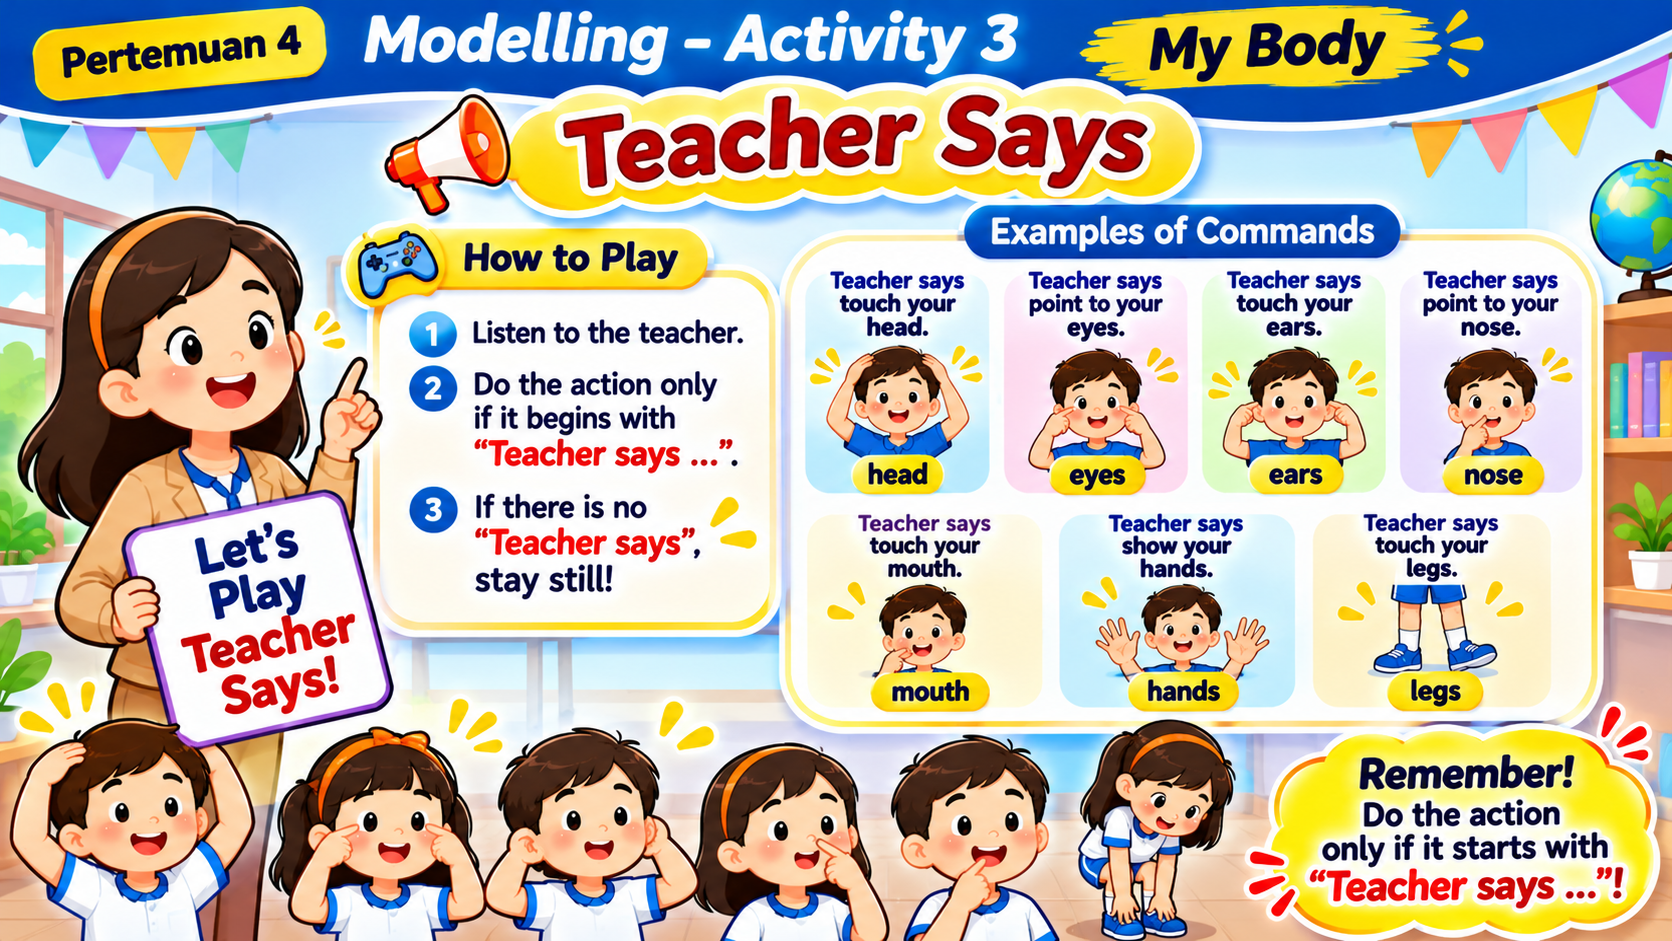 Pertemuan 4
Modelling - Activity 3
My Body
Teacher Says
How to Play
1 Listen to the teacher.
2 Do the action only
if it begins with
“Teacher says ...”.
3 If there is no
“Teacher says”,
stay still!
Let's
Play
Teacher
Says!
Examples of Commands
Teacher says
touch your
head.
head
Teacher says
point to your
eyes.
eyes
Teacher says
touch your
ears.
ears
Teacher says
point to your
nose.
nose
Teacher says
touch your
mouth.
mouth
Teacher says
show your
hands.
hands
Teacher says
touch your
legs.
legs
Remember!
Do the action
only if it starts with
“Teacher says ...”!